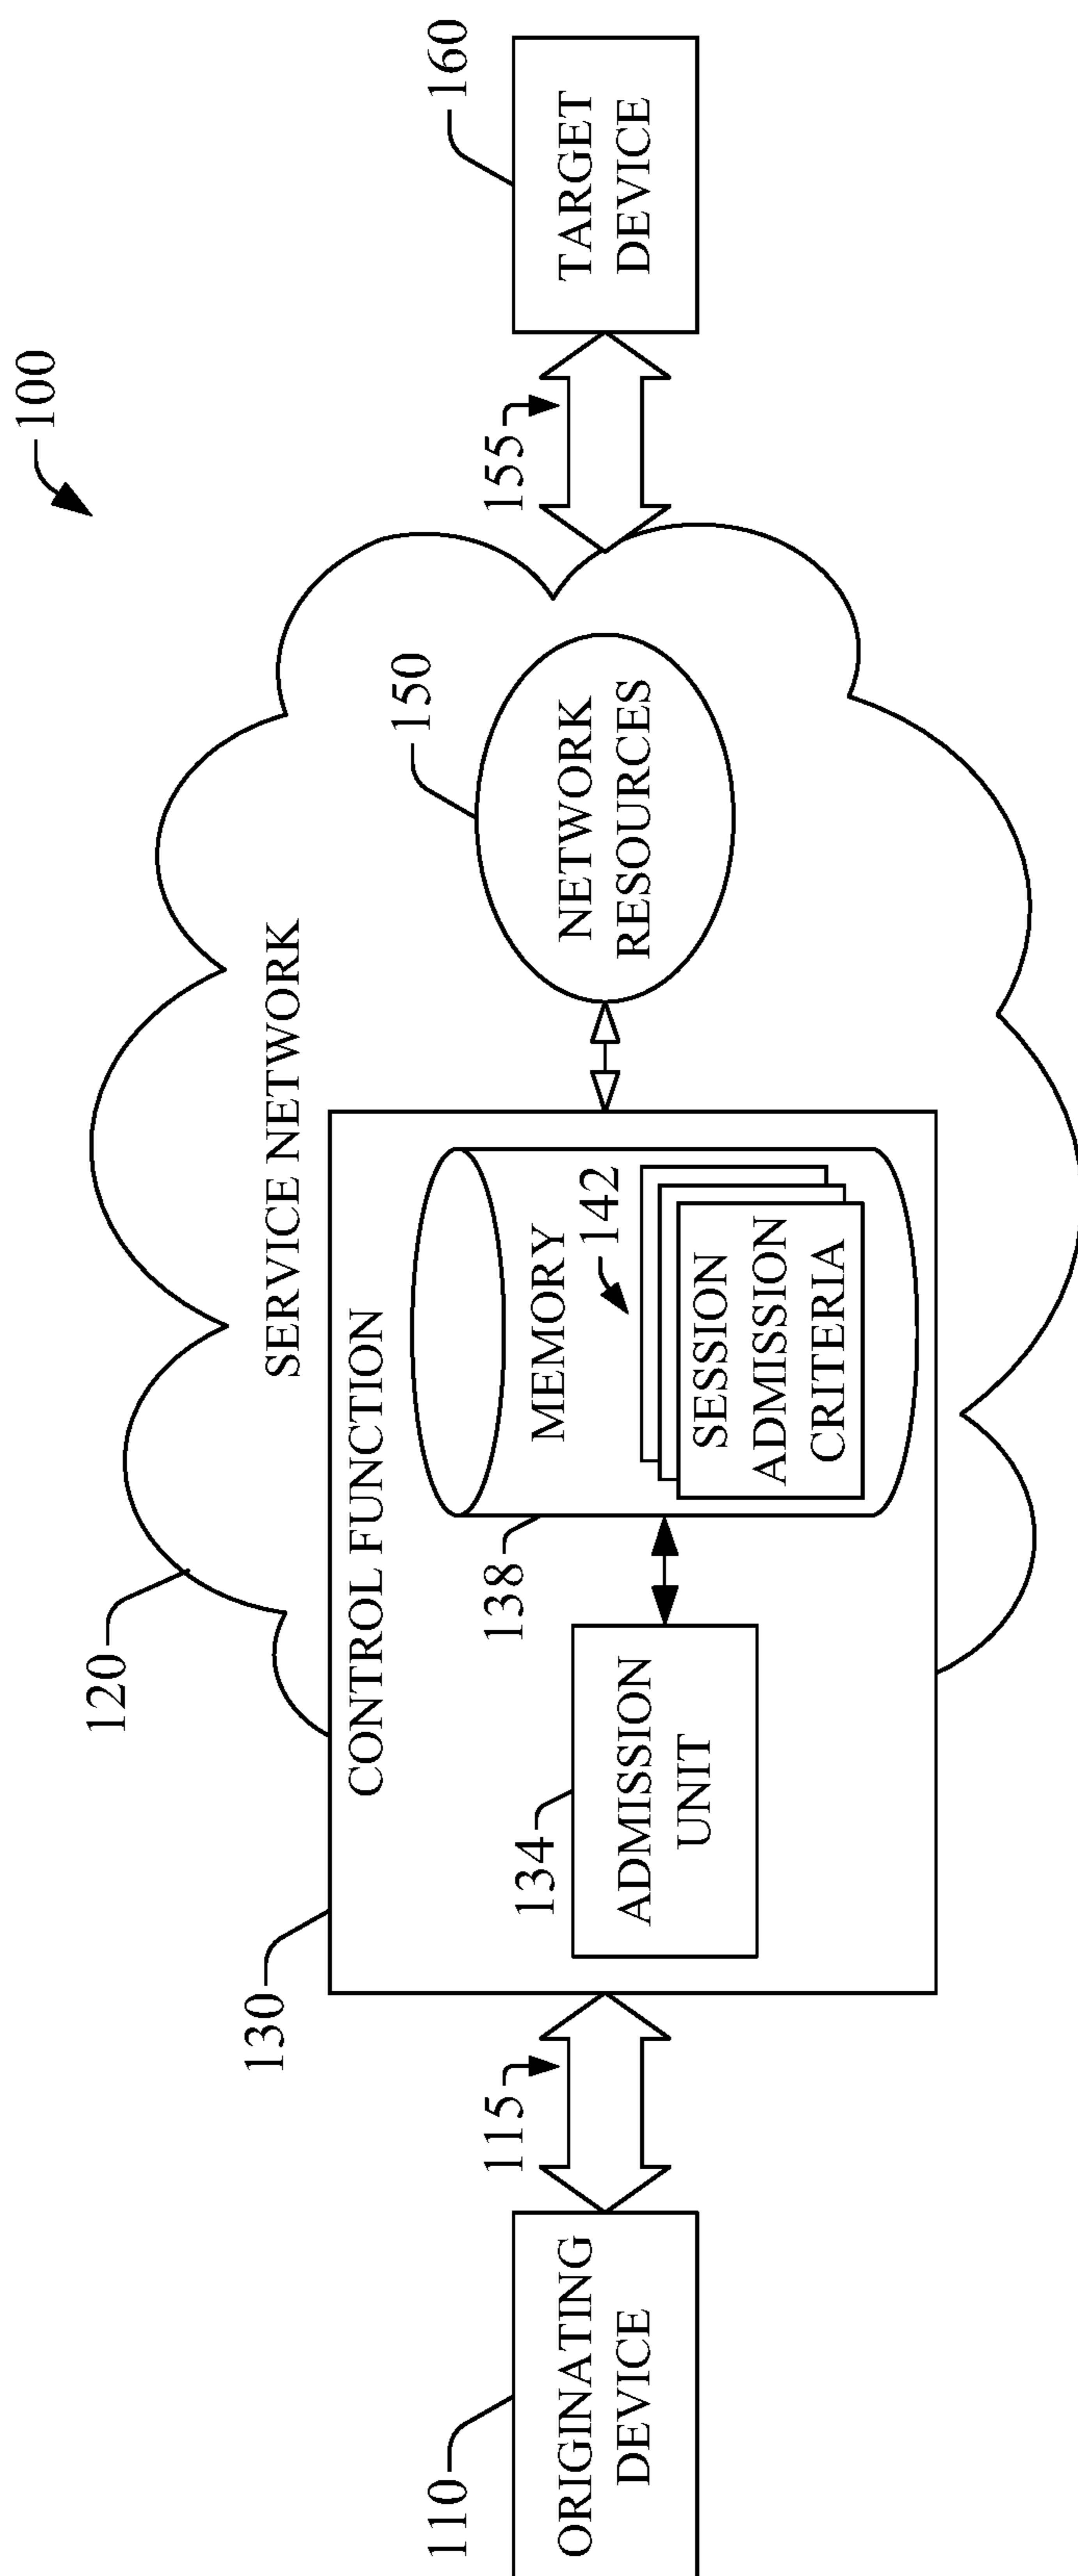 100
120
SERVICE NETWORK
130
CONTROL FUNCTION
110
ORIGINATING
DEVICE
115
134
ADMISSION
UNIT
138
MEMORY
142
SESSION
ADMISSION
CRITERIA
150
NETWORK
RESOURCES
155
160
TARGET
DEVICE